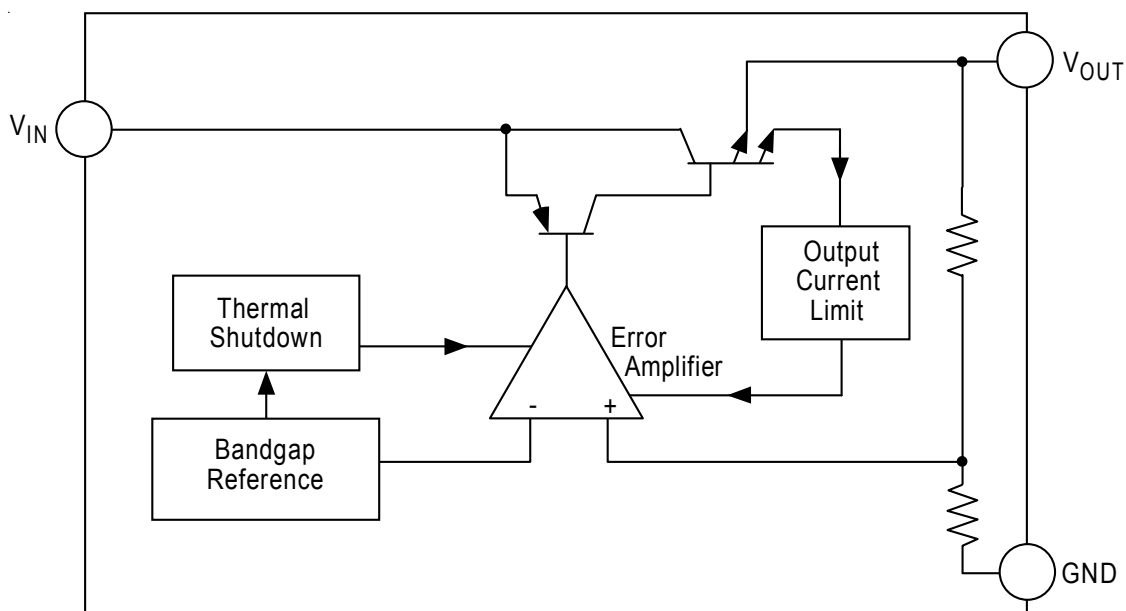 V_OUT
V_IN
Output
Current
Limit
Thermal
Shutdown
Error
Amplifier
- +
Bandgap
Reference
GND